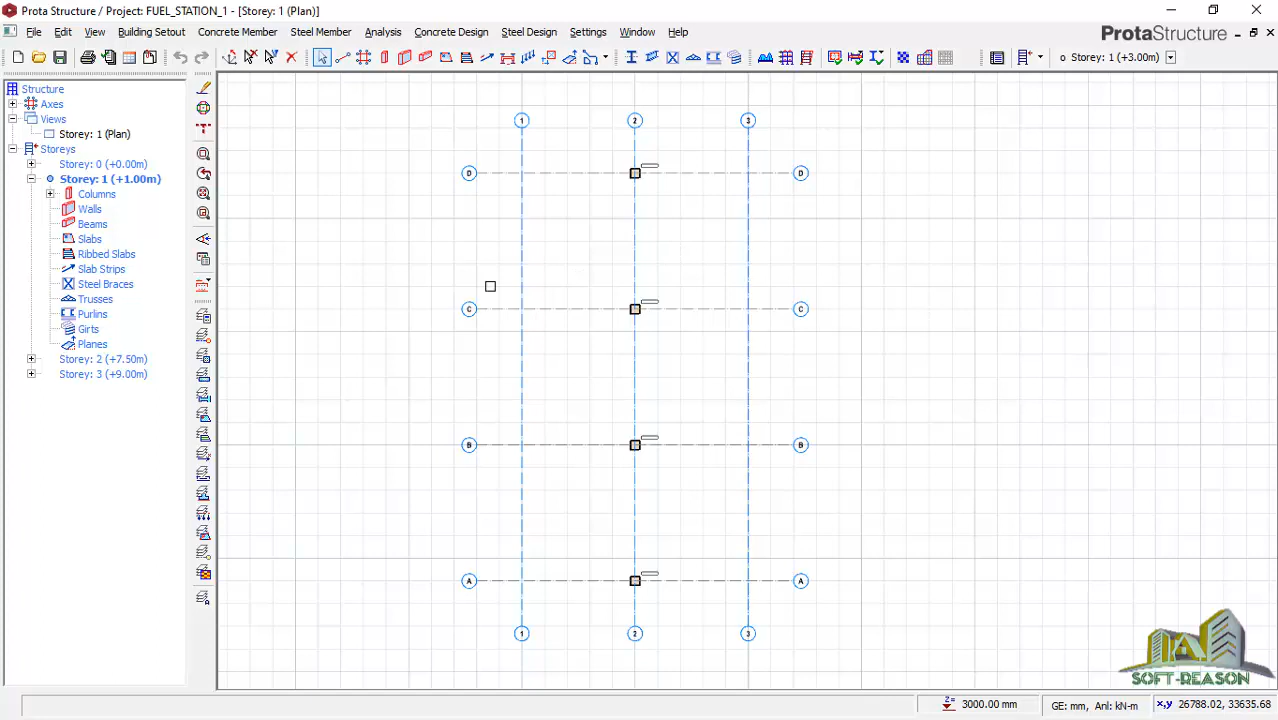 Prota Structure / Project: FUEL_STATION_1 - [Storey: 1 (Plan)]
File Edit View Building Setout Concrete Member Steel Member Analysis Concrete Design Steel Design Settings Window Help
ProtaStructure
o Storey: 1 (+3.00m)
Structure
Axes
Views
Storey: 1 (Plan)
Storeys
Storey: 0 (+0.00m)
Storey: 1 (+1.00m)
Columns
Walls
Beams
Slabs
Ribbed Slabs
Slab Strips
Steel Braces
Trusses
Purlins
Girts
Planes
Storey: 2 (+7.50m)
Storey: 3 (+9.00m)
1 2 3
D D
C C
B B
A A
1 2 3
SOFT-REASON
Z= 3000.00 mm GE: mm, Anl: kN-m x,y 26788.02, 33635.68